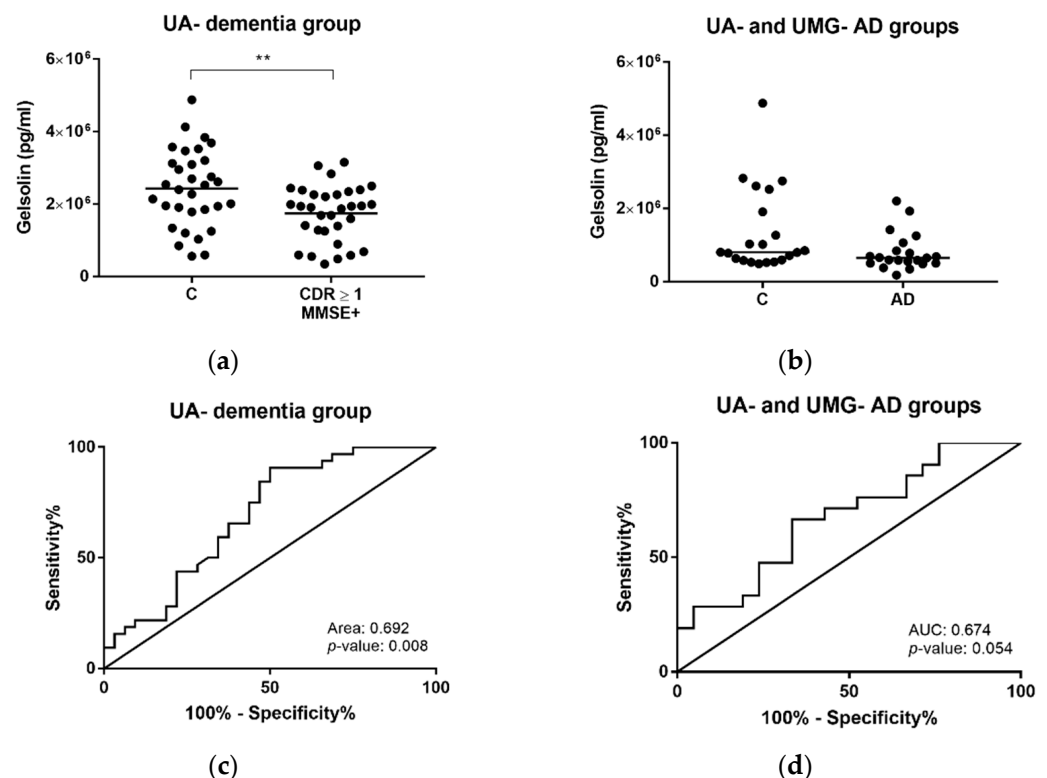 UA- dementia group
**
Gelsolin (pg/ml)
6×10⁶
4×10⁶
2×10⁶
0
C
CDR ≥ 1
MMSE+
(a)
UA- and UMG- AD groups
Gelsolin (pg/ml)
6×10⁶
4×10⁶
2×10⁶
0
C
AD
(b)
UA- dementia group
Sensitivity%
100
50
0
0
50
100
Area: 0.692
p-value: 0.008
100% - Specificity%
(c)
UA- and UMG- AD groups
Sensitivity%
100
50
0
0
50
100
AUC: 0.674
p-value: 0.054
100% - Specificity%
(d)